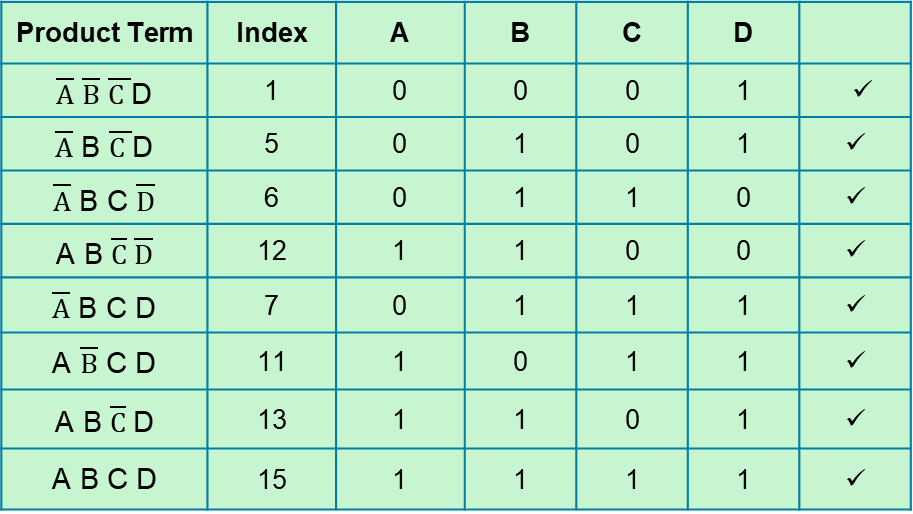 Product Term Index A B C D
A̅ B̅ C̅ D 1 0 0 0 1 ✓
A̅ B C̅ D 5 0 1 0 1 ✓
A̅ B C D̅ 6 0 1 1 0 ✓
A B C̅ D̅ 12 1 1 0 0 ✓
A̅ B C D 7 0 1 1 1 ✓
A B̅ C D 11 1 0 1 1 ✓
A B C̅ D 13 1 1 0 1 ✓
A B C D 15 1 1 1 1 ✓